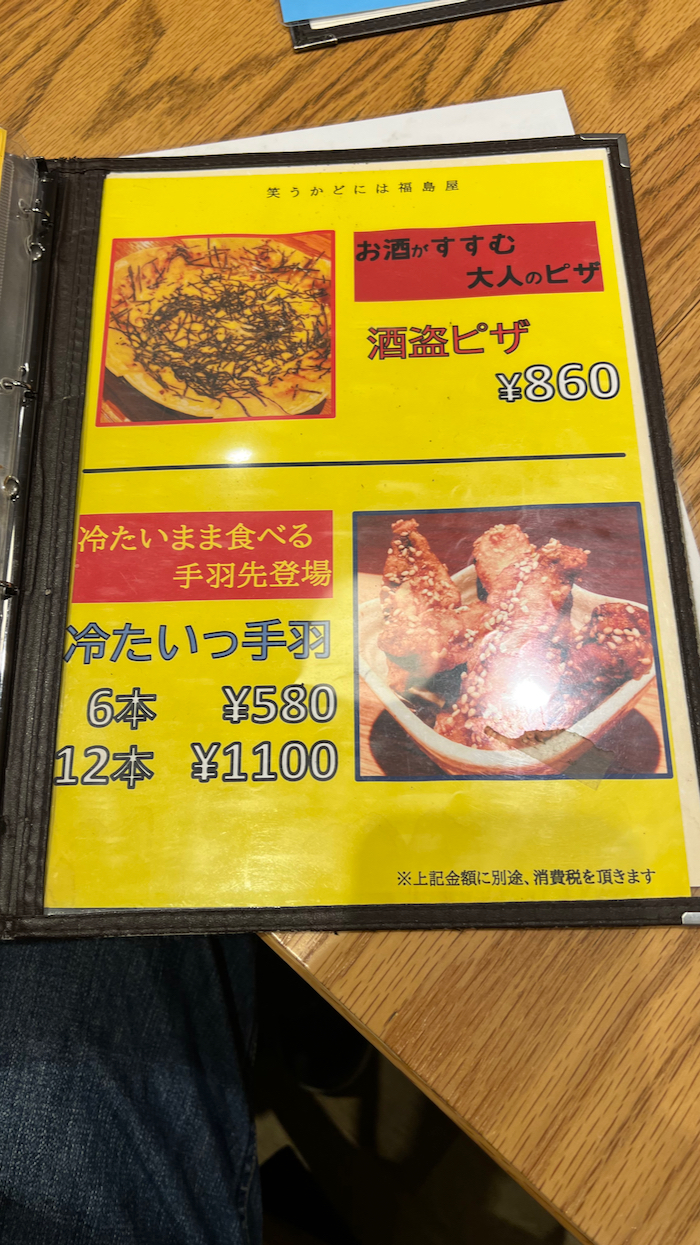 笑うかどには福島屋
お酒がすすむ
大人のピザ
酒盗ピザ
¥860
冷たいまま食べる
手羽先登場
冷たいっ手羽
6本 ¥580
12本 ¥1100
※上記金額に別途、消費税を頂きます